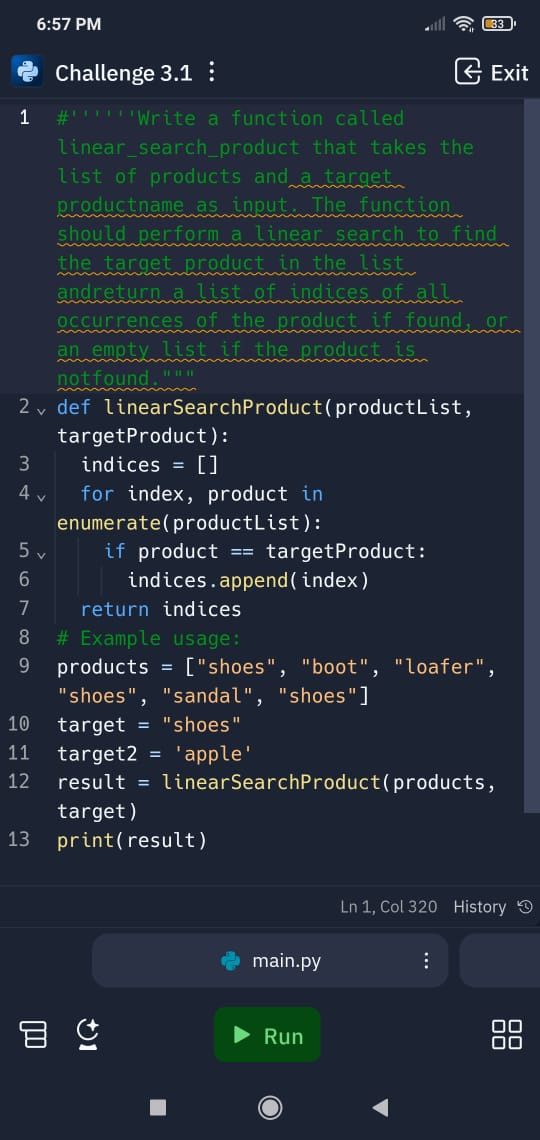 6:57 PM
33
Challenge 3.1
Exit
1 #''''''Write a function called
linear_search_product that takes the
list of products and a target
productname as input. The function
should perform a linear search to find
the target product in the list
andreturn a list of indices of all
occurrences of the product if found, or
an empty list if the product is
notfound."""
2 def linearSearchProduct(productList,
targetProduct):
3 indices = []
4 for index, product in
enumerate(productList):
5 if product == targetProduct:
6 indices.append(index)
7 return indices
8 # Example usage:
9 products = ["shoes", "boot", "loafer",
"shoes", "sandal", "shoes"]
10 target = "shoes"
11 target2 = 'apple'
12 result = linearSearchProduct(products,
target)
13 print(result)
Ln 1, Col 320 History
main.py
Run